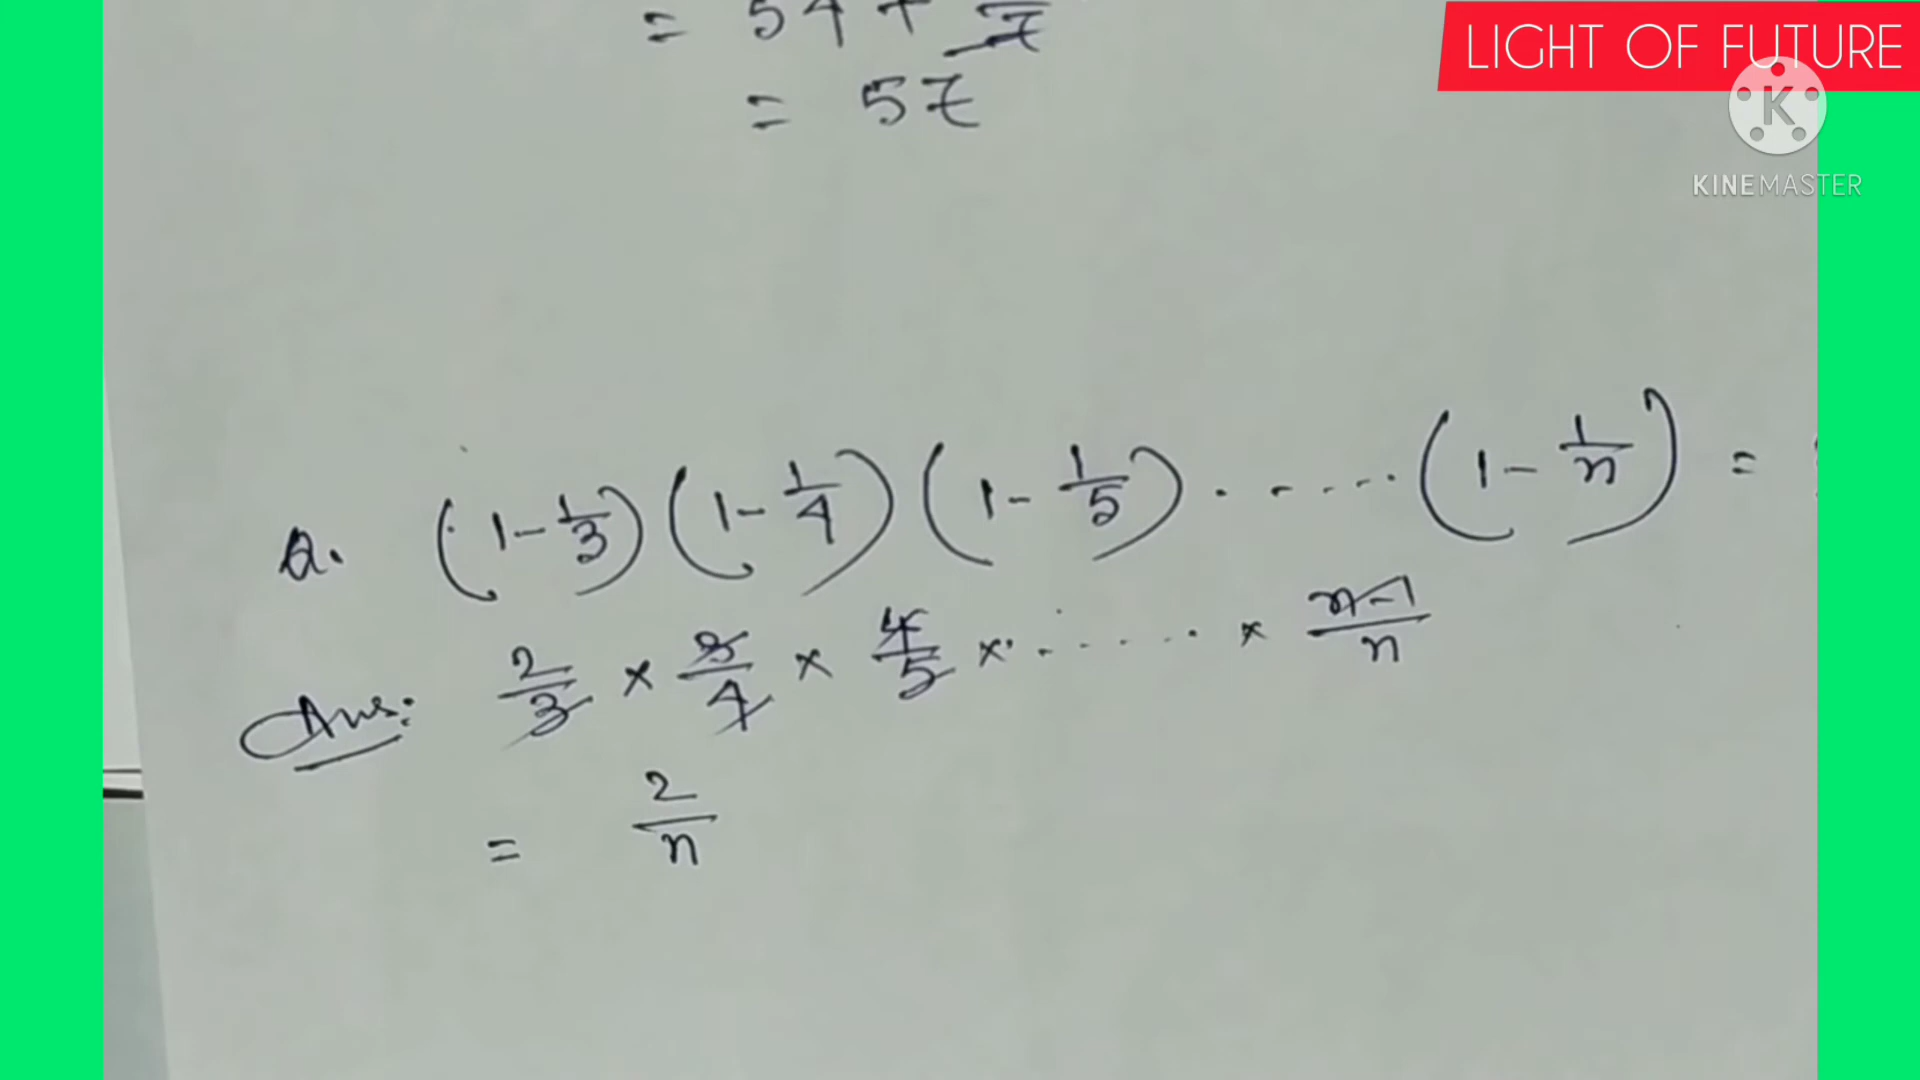 = 54 + 
= 57
LIGHT OF FUTURE
K
KINEMASTER
Q. (1 - 1/3) (1 - 1/4) (1 - 1/5) ...... (1 - 1/n) =
Ans: 2/3 × 3/4 × 4/5 × ....... × n-1/n
= 2/n